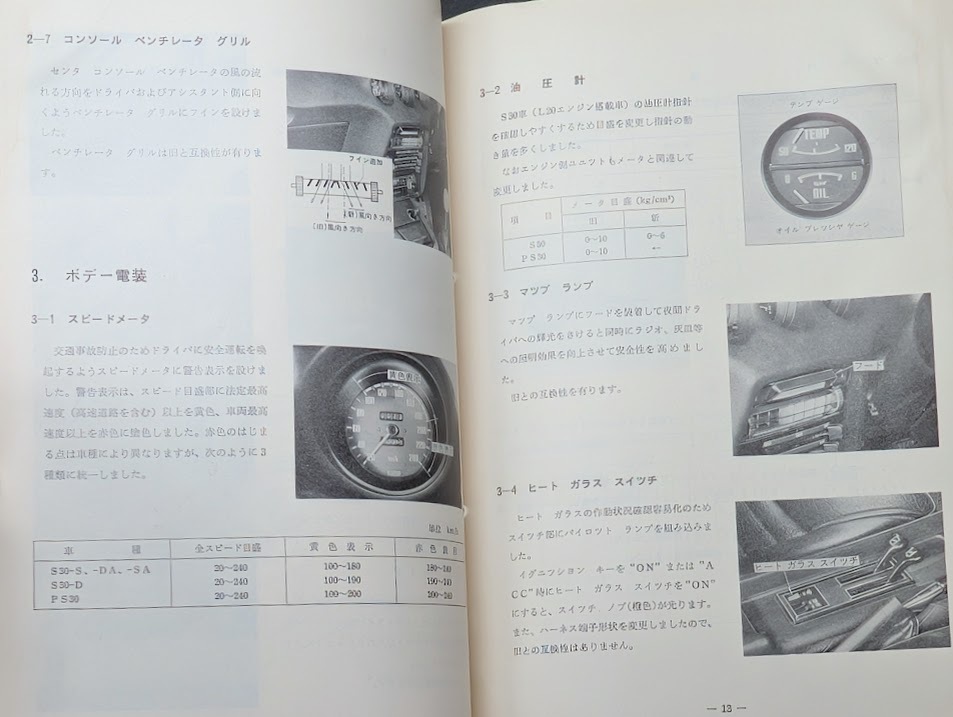 2―7 コンソール ベンチレータ グリル
センタ コンソール ベンチレータの風の流
れる方向をドライバおよびアシスタント側に向
くようベンチレータ グリルにフインを設けま
した。
ベンチレータ グリルは旧と互換性が有りま
す。
フイン追加
(新)風向き方向
(旧)風向き方向
3. ボデー電装
3―1 スピードメータ
交通事故防止のためドライバに安全運転を喚
起するようスピードメータに警告表示を設けま
した。警告表示は、スピード目盛部に法定最高
速度(高速道路を含む)以上を黄色、車両最高
速度以上を赤色に塗色しました。赤色のはじま
る点は車種により異なりますが、次のように3
種類に統一しました。
黄色表示
単位 km/h
車 種 全スピード目盛 黄色表示 赤色表示
S30-S、-DA、-SA 20~240 100~180 180~240
S30-D 20~240 100~190 190~240
PS30 20~240 100~200 200~240
3―2 油圧計
S30車(L20エンジン搭載車)の油圧計指針
を確認しやすくするため目盛を変更し指針の動
き量を多くしました。
なおエンジン側ユニットもメータと関連して
変更しました。
項 目 メータ目盛(kg/cm²)
旧 新
S30 0~10 0~6
PS30 0~10 ←
テンプ ゲージ
TEMP
120
0 6
OIL
オイル プレッシヤ ゲージ
3―3 マツプ ランプ
マツプ ランプにフードを装着して夜間ドラ
イバへの輝光をさけると同時にラジオ、灰皿等
への照明効果を向上させて安全性を高めまし
た。
旧との互換性を有ります。
フード
3―4 ヒート ガラス スイツチ
ヒート ガラスの作動状況確認容易化のため
スイツチ部にパイロツト ランプを組み込みま
した。
イグニツシヨン キーを"ON"または"A
CC"時にヒート ガラス スイツチを"ON"
にすると、スイツチ ノブ(橙色)が光ります。
また、ハーネス端子形状を変更しましたので、
旧との互換性はありません。
ヒート ガラス スイツチ
― 13 ―